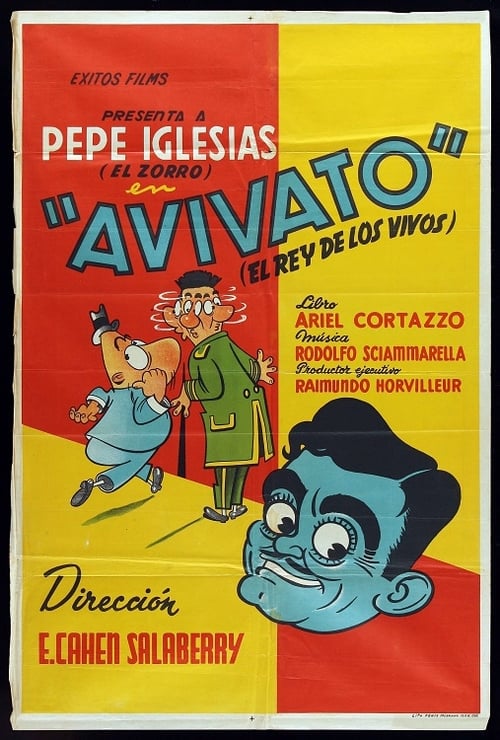 EXITOS FILMS
PRESENTA A
PEPE IGLESIAS
(EL ZORRO)
en
"AVIVATO"
(EL REY DE LOS VIVOS)
Libro
ARIEL CORTAZZO
Música
RODOLFO SCIAMMARELLA
Productor ejecutivo
RAIMUNDO HORVILLEUR
Dirección
E. CAHEN SALABERRY